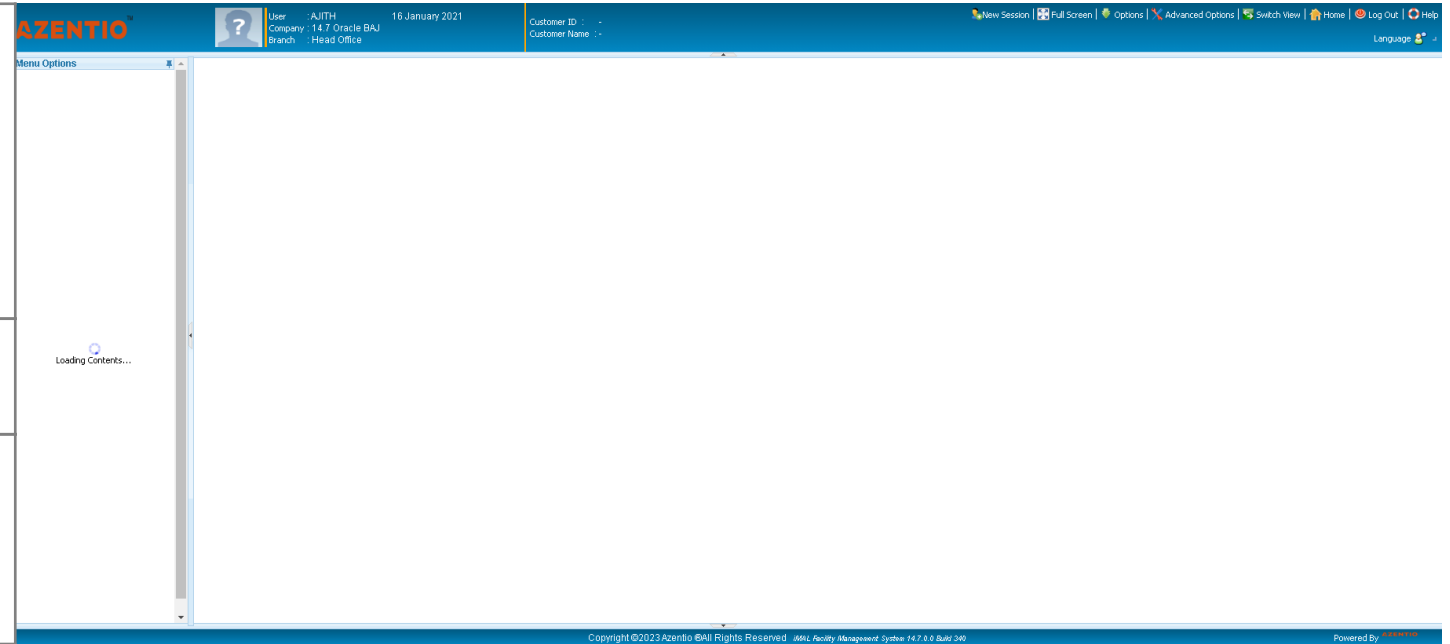 AZENTIO™
User : AJITH 16 January 2021
Company : 14.7 Oracle BAJ
Branch : Head Office
Customer ID : -
Customer Name : -
New Session | Full Screen | Options | Advanced Options | Switch View | Home | Log Out | Help
Language
Menu Options
Loading Contents...
Copyright ©2023 Azentio ®All Rights Reserved. iMAL Facility Management System 14.7.0.0 Build 340
Powered By AZENTIO